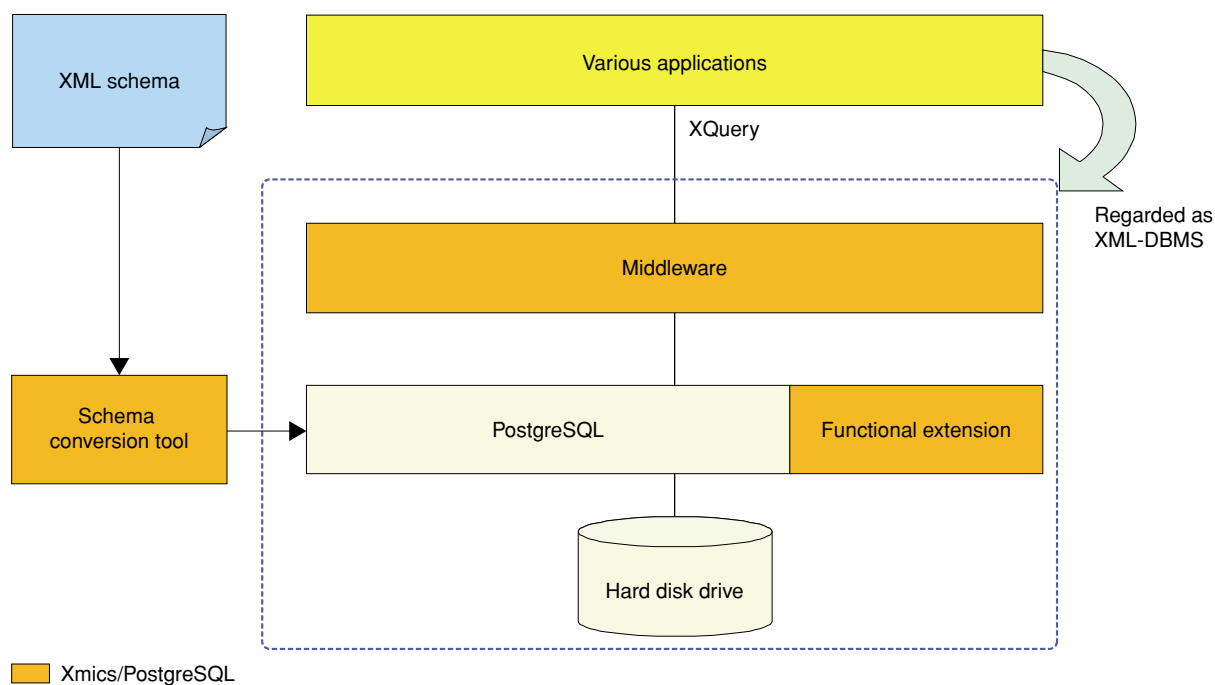 XML schema
Various applications
XQuery
Regarded as
XML-DBMS
Middleware
Schema
conversion tool
PostgreSQL
Functional extension
Hard disk drive
Xmics/PostgreSQL